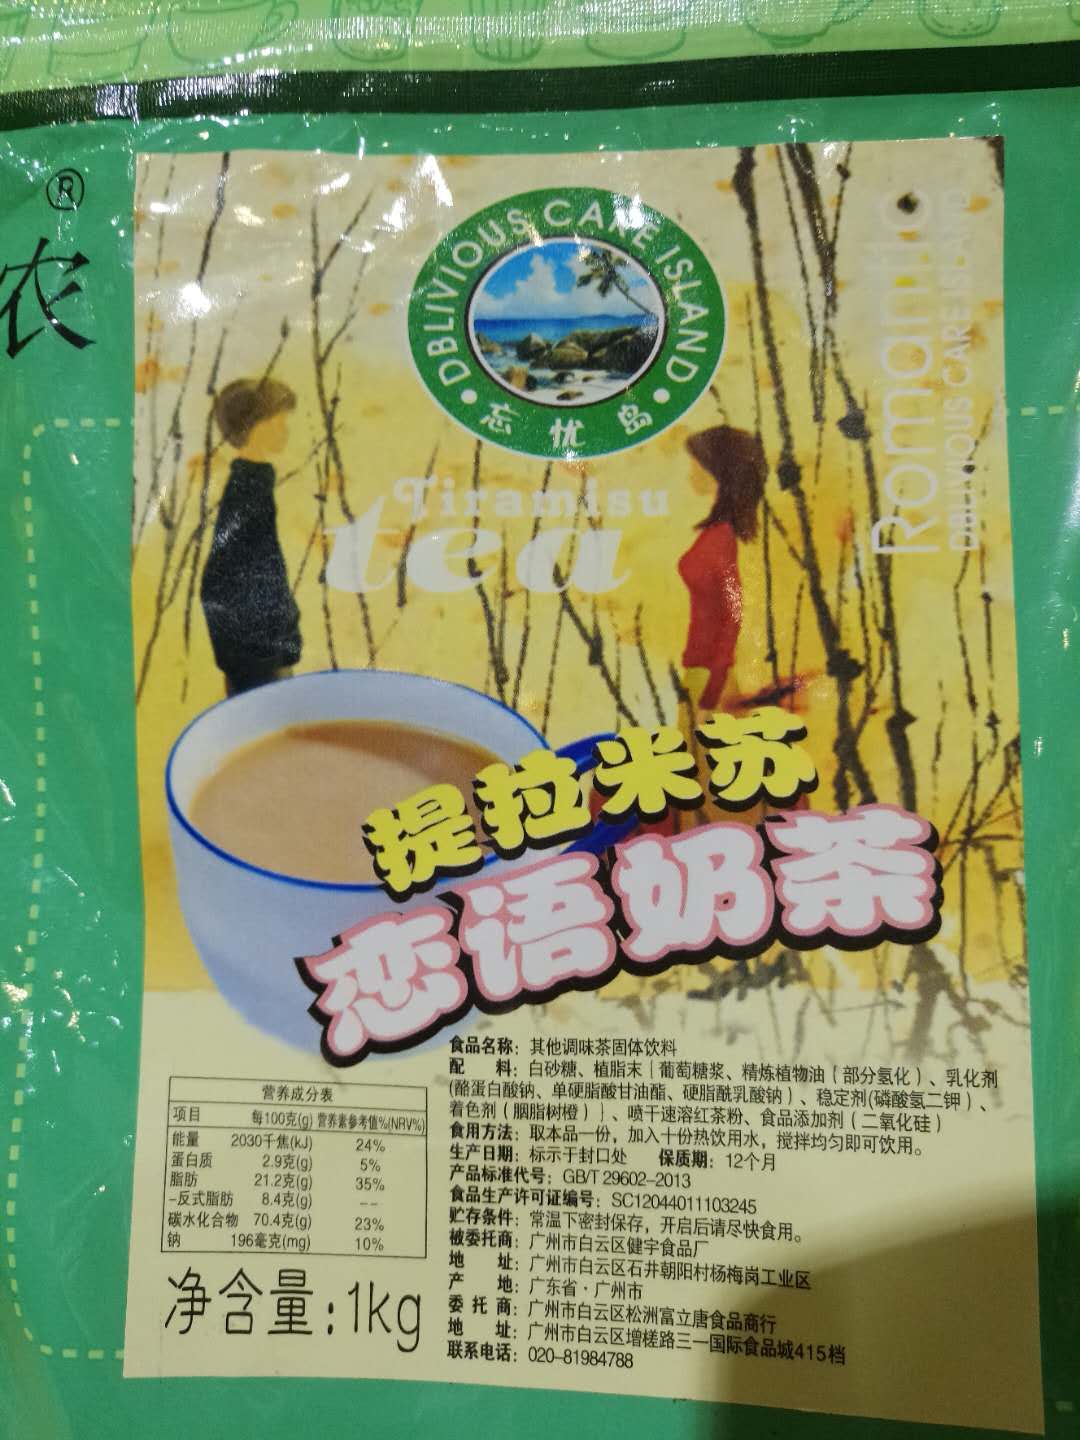 ®
农
DBLIVIOUS CARE ISLAND
忘忧岛
Romantic
DBLIVIOUS CARE ISLAND
Tiramisu
tea
提拉米苏
恋语奶茶
食品名称：其他调味茶固体饮料
配 料：白砂糖、植脂末｛葡萄糖浆、精炼植物油（部分氢化）、乳化剂
(酪蛋白酸钠、单硬脂酸甘油酯、硬脂酰乳酸钠）、稳定剂(磷酸氢二钾）、
着色剂（胭脂树橙）｝、喷干速溶红茶粉、食品添加剂（二氧化硅）
食用方法：取本品一份，加入十份热饮用水，搅拌均匀即可饮用。
生产日期：标示于封口处 保质期：12个月
产品标准代号：GB/T 29602-2013
食品生产许可证编号：SC12044011103245
贮存条件：常温下密封保存，开启后请尽快食用。
被委托商：广州市白云区健宇食品厂
地 址：广州市白云区石井朝阳村杨梅岗工业区
产 地：广东省·广州市
委托商：广州市白云区松洲富立唐食品商行
地 址：广州市白云区增槎路三一国际食品城415档
联系电话：020-81984788
营养成分表
项目 每100克(g) 营养素参考值%(NRV%)
能量 2030千焦(kJ) 24%
蛋白质 2.9克(g) 5%
脂肪 21.2克(g) 35%
-反式脂肪 8.4克(g) --
碳水化合物 70.4克(g) 23%
钠 196毫克(mg) 10%
净含量：1kg